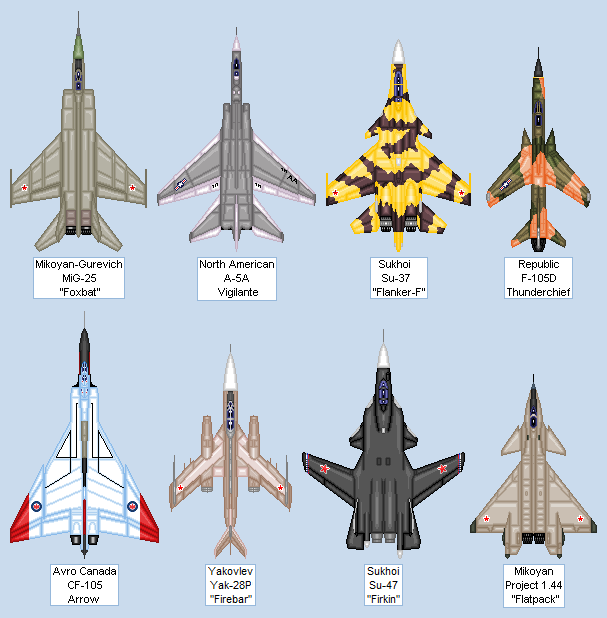 Mikoyan-Gurevich
MiG-25
"Foxbat"
North American
A-5A
Vigilante
Sukhoi
Su-37
"Flanker-F"
Republic
F-105D
Thunderchief
Avro Canada
CF-105
Arrow
Yakovlev
Yak-28P
"Firebar"
Sukhoi
Su-47
"Firkin"
Mikoyan
Project 1.44
"Flatpack"